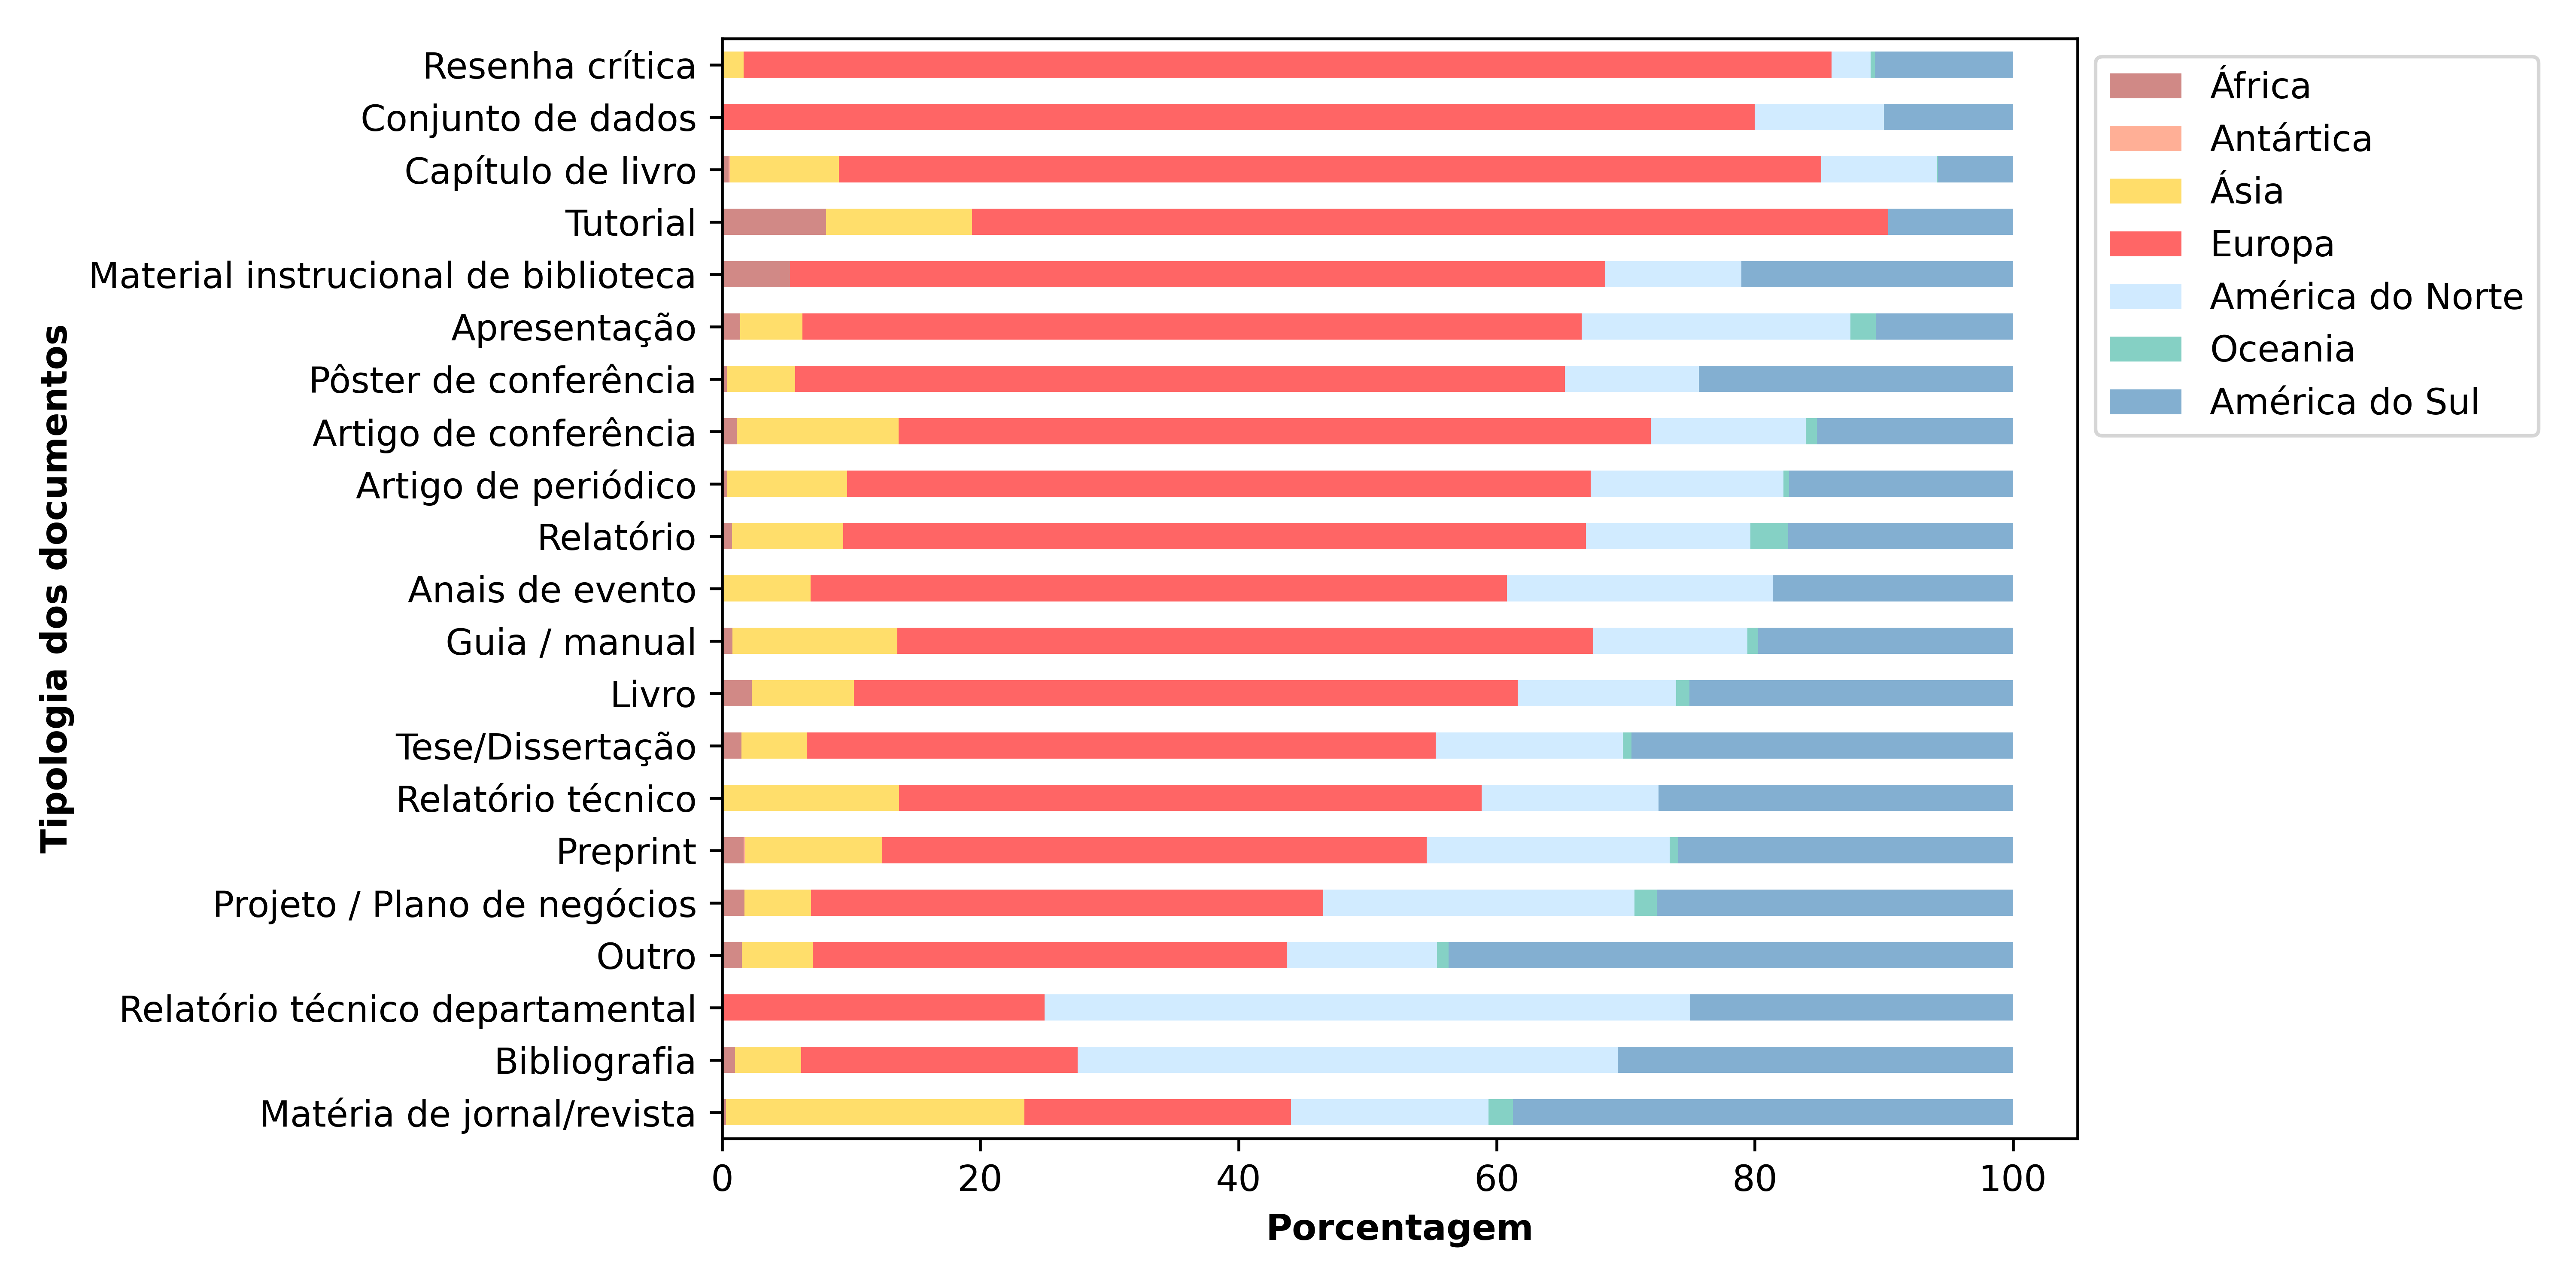 Tipologia dos documentos
Resenha crítica
Conjunto de dados
Capítulo de livro
Tutorial
Material instrucional de biblioteca
Apresentação
Pôster de conferência
Artigo de conferência
Artigo de periódico
Relatório
Anais de evento
Guia / manual
Livro
Tese/Dissertação
Relatório técnico
Preprint
Projeto / Plano de negócios
Outro
Relatório técnico departamental
Bibliografia
Matéria de jornal/revista
0 20 40 60 80 100
Porcentagem
África
Antártica
Ásia
Europa
América do Norte
Oceania
América do Sul